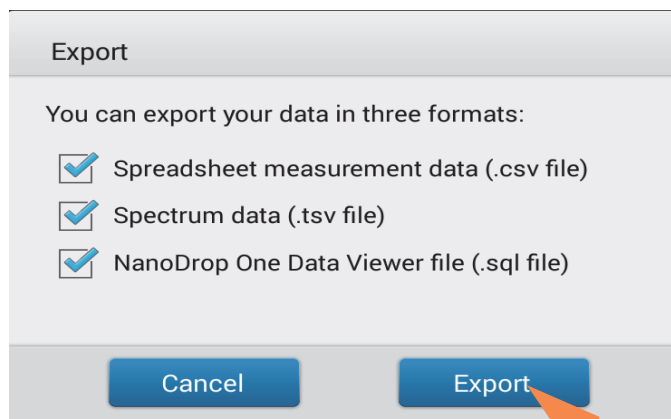 Export
You can export your data in three formats:
Spreadsheet measurement data (.csv file)
Spectrum data (.tsv file)
NanoDrop One Data Viewer file (.sql file)
Cancel
Export